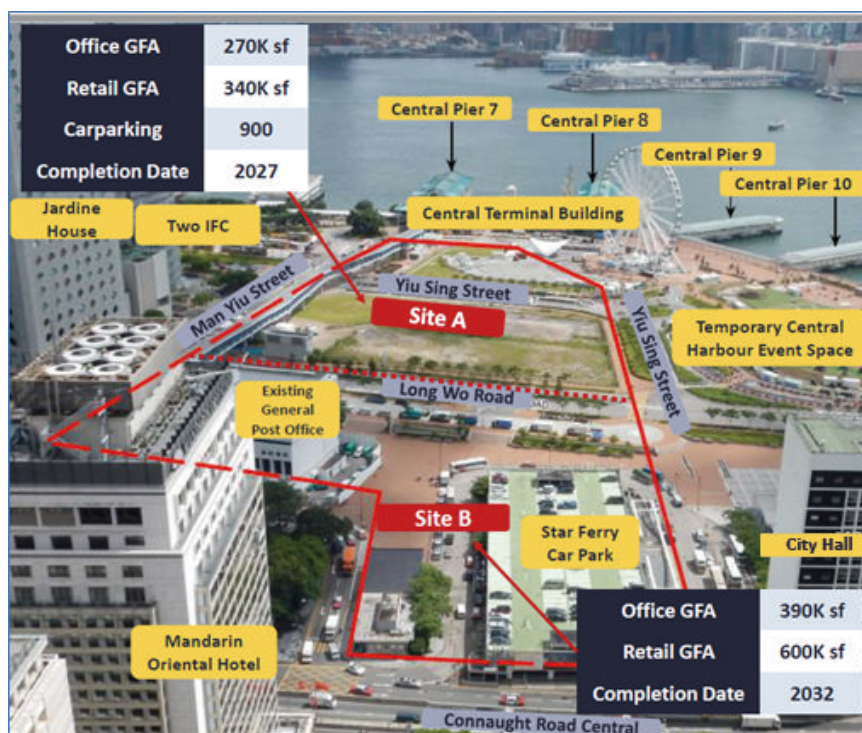 Office GFA 270K sf
Retail GFA 340K sf
Carparking 900
Completion Date 2027
Central Pier 7
Central Pier 8
Central Pier 9
Central Pier 10
Jardine
House
Two IFC
Central Terminal Building
Man Yiu Street
Yiu Sing Street
Site A
Yiu Sing Street
Temporary Central
Harbour Event Space
Long Wo Road
Existing
General
Post Office
Site B
Star Ferry
Car Park
City Hall
Office GFA 390K sf
Retail GFA 600K sf
Completion Date 2032
Mandarin
Oriental Hotel
Connaught Road Central